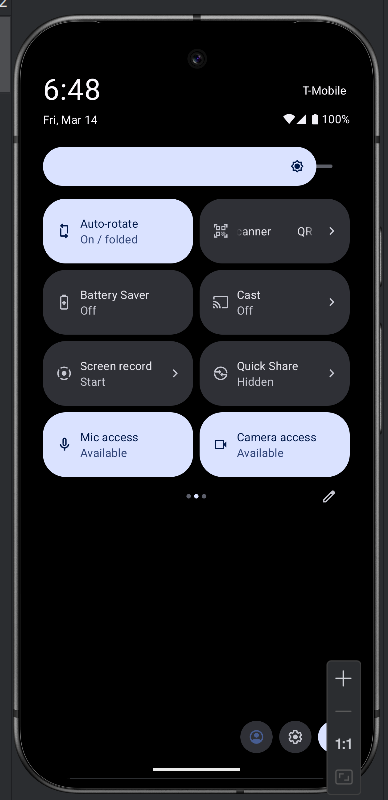 2
6:48
T-Mobile
Fri, Mar 14
100%
Auto-rotate
On / folded
canner QR
Battery Saver
Off
Cast
Off
Screen record
Start
Quick Share
Hidden
Mic access
Available
Camera access
Available
1:1